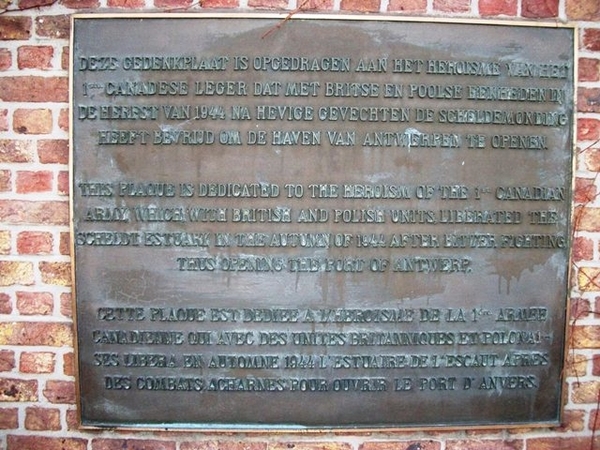 DEZE GEDENKPLAAT IS OPGEDRAGEN AAN HET HEROISME VAN HET
1STE CANADESE LEGER DAT MET BRITSE EN POOLSE EENHEDEN IN
DE HERFST VAN 1944 NA HEVIGE GEVECHTEN DE SCHELDEMONDING
HEEFT BEVRIJD OM DE HAVEN VAN ANTWERPEN TE OPENEN
THIS PLAQUE IS DEDICATED TO THE HEROISM OF THE 1ST CANADIAN
ARMY WHICH WITH BRITISH AND POLISH UNITS LIBERATED THE
SCHELDT ESTUARY IN THE AUTUMN OF 1944 AFTER BITTER FIGHTING
THUS OPENING THE PORT OF ANTWERP.
CETTE PLAQUE EST DEDIEE A L'HEROISME DE LA 1RE ARMEE
CANADIENNE QUI AVEC DES UNITES BRITANNIQUES ET POLONAI-
SES LIBERA EN AUTOMNE 1944 L'ESTUAIRE DE L'ESCAUT APRES
DES COMBATS ACHARNES POUR OUVRIR LE PORT D'ANVERS.